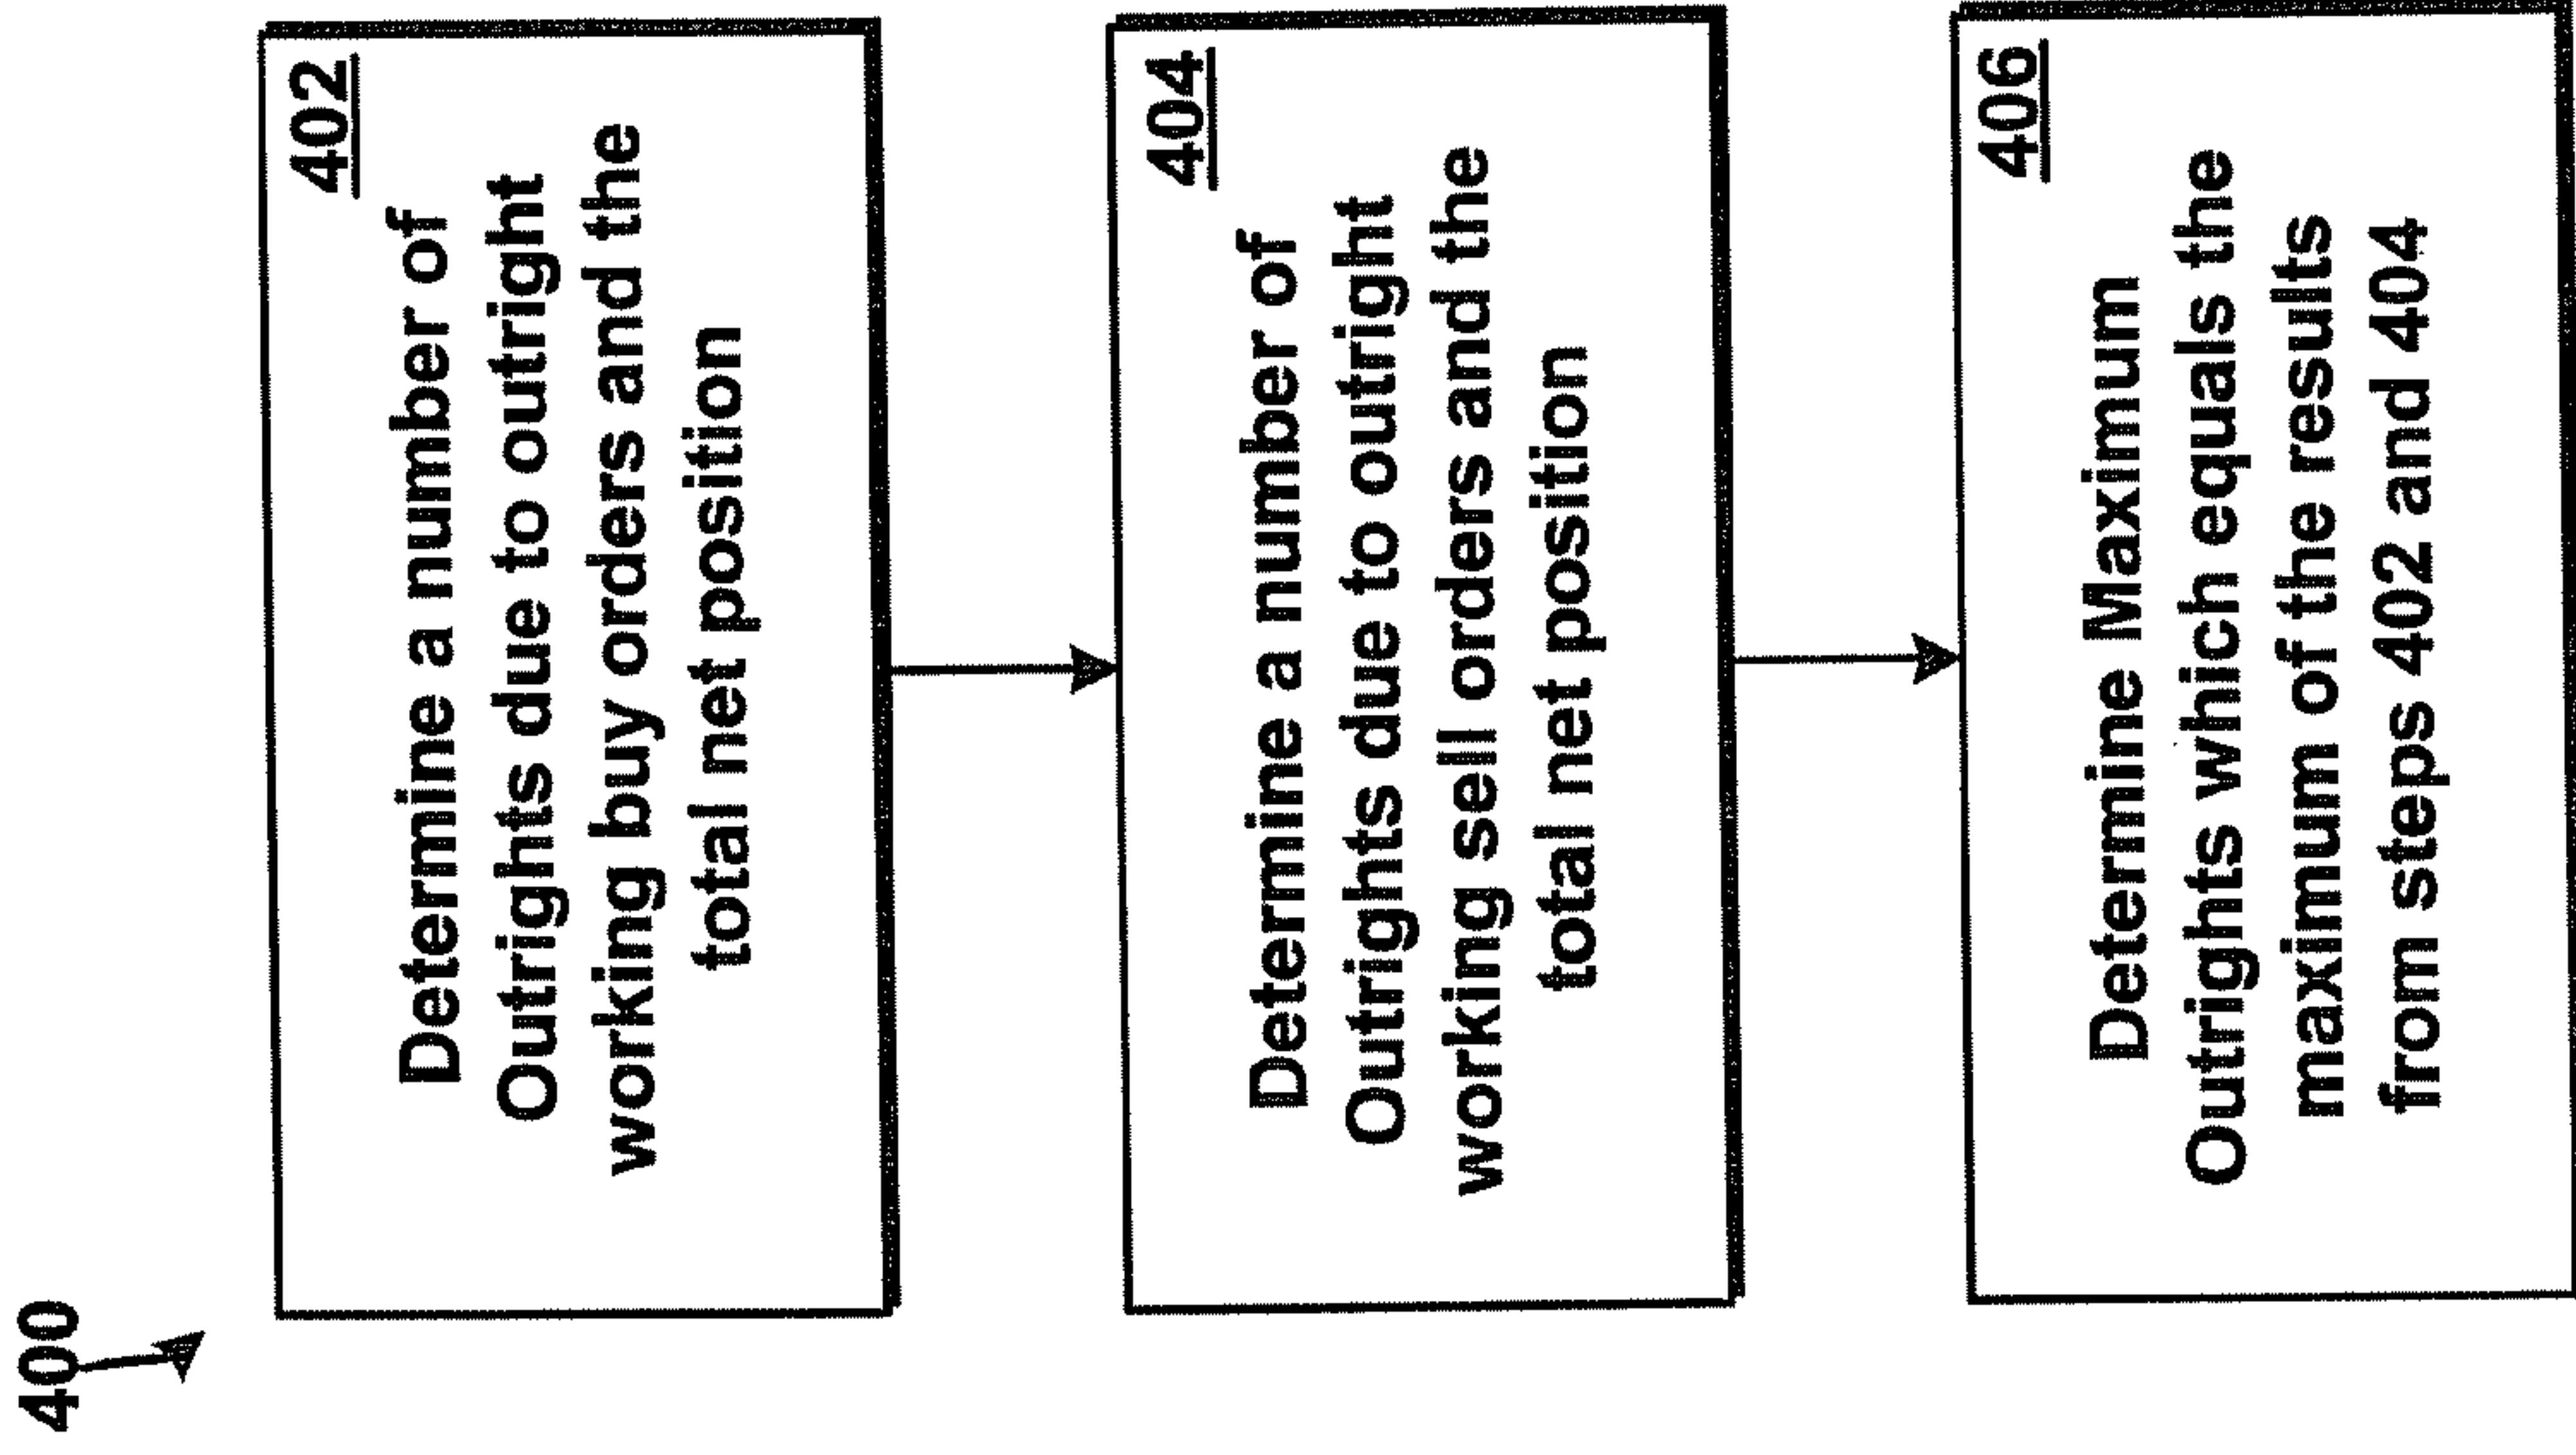 400
402
Determine a number of
Outrights due to outright
working buy orders and the
total net position
404
Determine a number of
Outrights due to outright
working sell orders and the
total net position
406
Determine Maximum
Outrights which equals the
maximum of the results
from steps 402 and 404